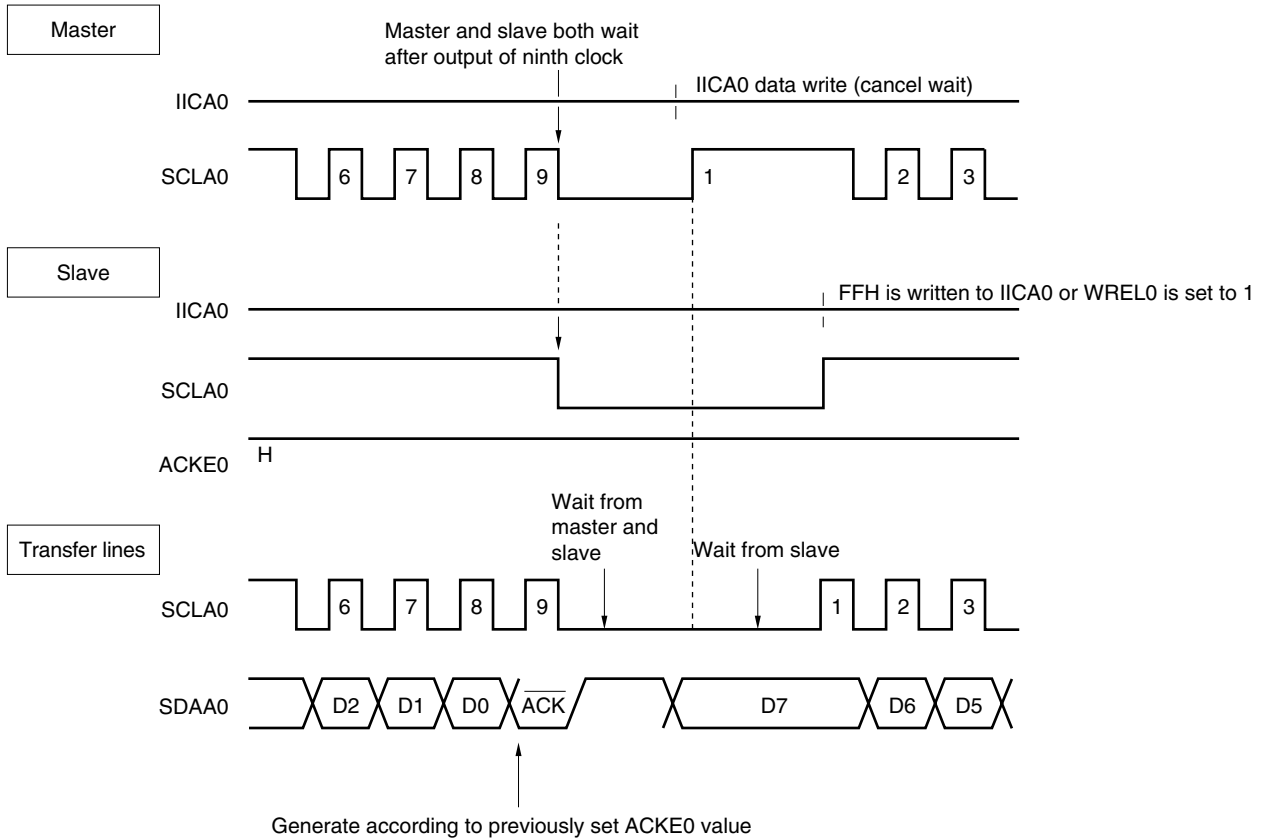 Master
Master and slave both wait
after output of ninth clock
IICA0 data write (cancel wait)
IICA0
SCLA0 6 7 8 9 1 2 3
Slave
FFH is written to IICA0 or WREL0 is set to 1
IICA0
SCLA0
H
ACKE0
Wait from
master and
slave
Wait from slave
Transfer lines
SCLA0 6 7 8 9 1 2 3
SDAA0 D2 D1 D0 ACK D7 D6 D5
Generate according to previously set ACKE0 value